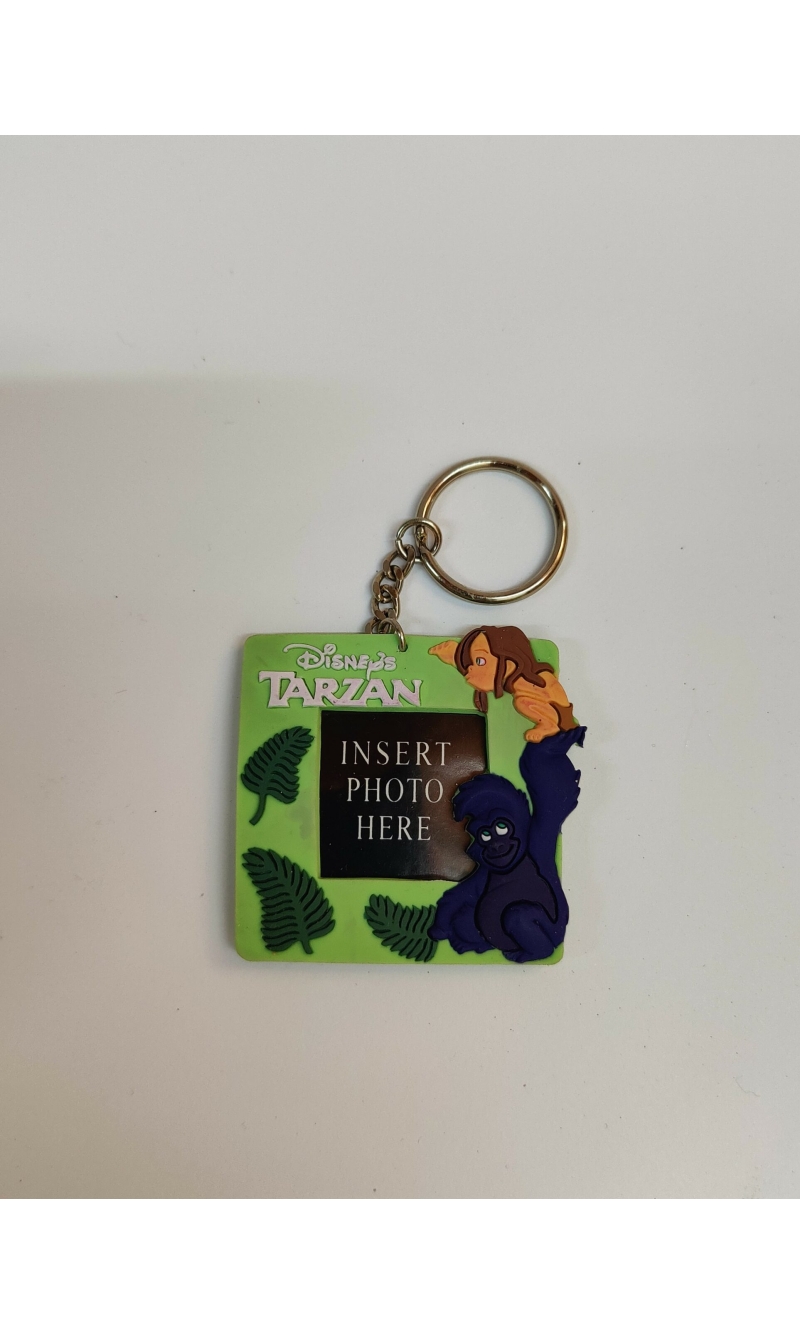 DISNEY'S
TARZAN
INSERT
PHOTO
HERE